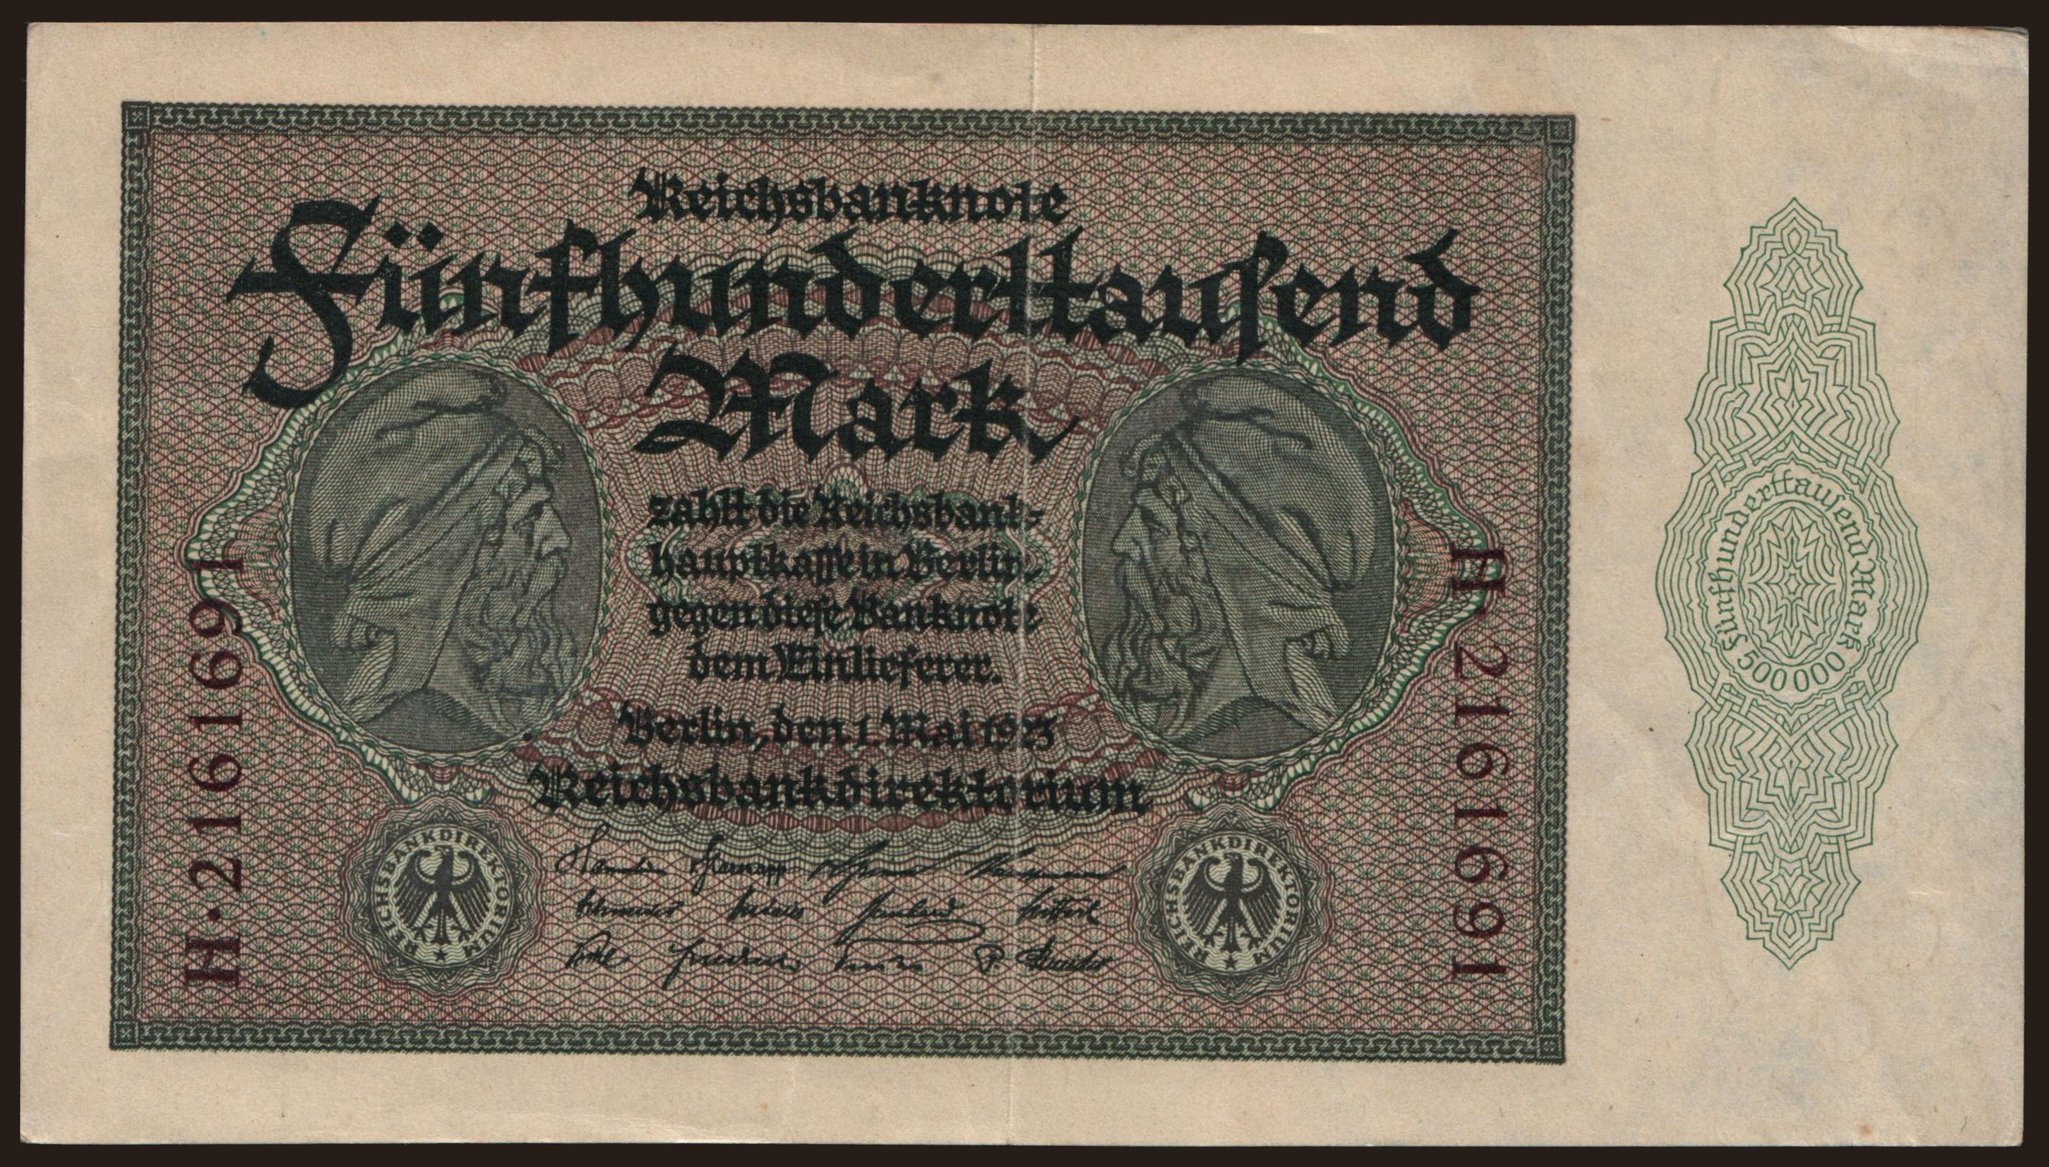 Reichsbanknote
Fünfhunderttausend
Mark
zahlt die Reichsbank-
hauptkasse in Berlin
gegen diese Banknote
dem Einlieferer.
Berlin, den 1. Mai 1923
Reichsbankdirektorium
H·2161691
H·2161691
REICHSBANKDIREKTORIUM
REICHSBANKDIREKTORIUM
Fünfhunderttausend Mark
500000